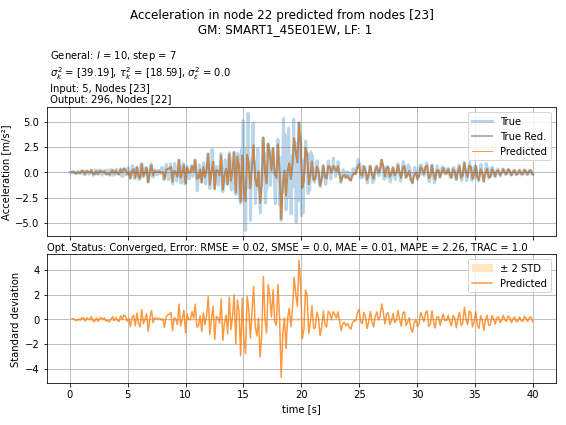 Acceleration in node 22 predicted from nodes [23]
GM: SMART1_45E01EW, LF: 1
General: l = 10, step = 7
σ²ₖ = [39.19], τ²ₖ = [18.59], σ²ε = 0.0
Input: 5, Nodes [23]
Output: 296, Nodes [22]
Acceleration [m/s²]
5.0
2.5
0.0
−2.5
−5.0
True
True Red.
Predicted
Opt. Status: Converged, Error: RMSE = 0.02, SMSE = 0.0, MAE = 0.01, MAPE = 2.26, TRAC = 1.0
Standard deviation
4
2
0
−2
−4
± 2 STD
Predicted
0 5 10 15 20 25 30 35 40
time [s]